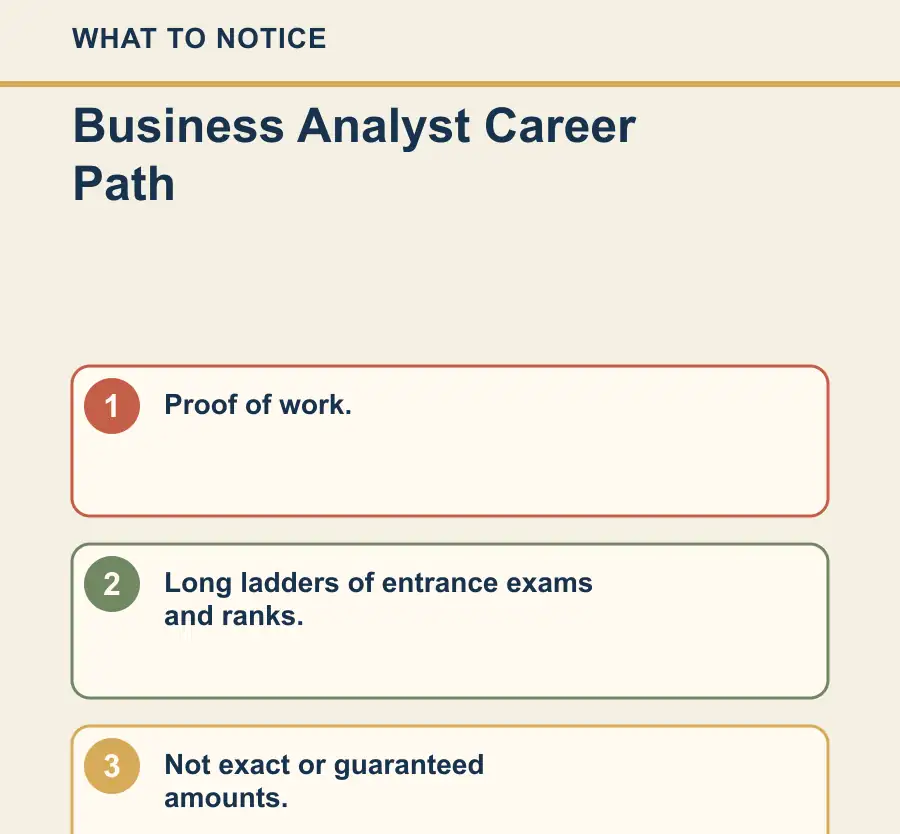 WHAT TO NOTICE
Business Analyst Career
Path
1
Proof of work.
2
Long ladders of entrance exams
and ranks.
3
Not exact or guaranteed
amounts.